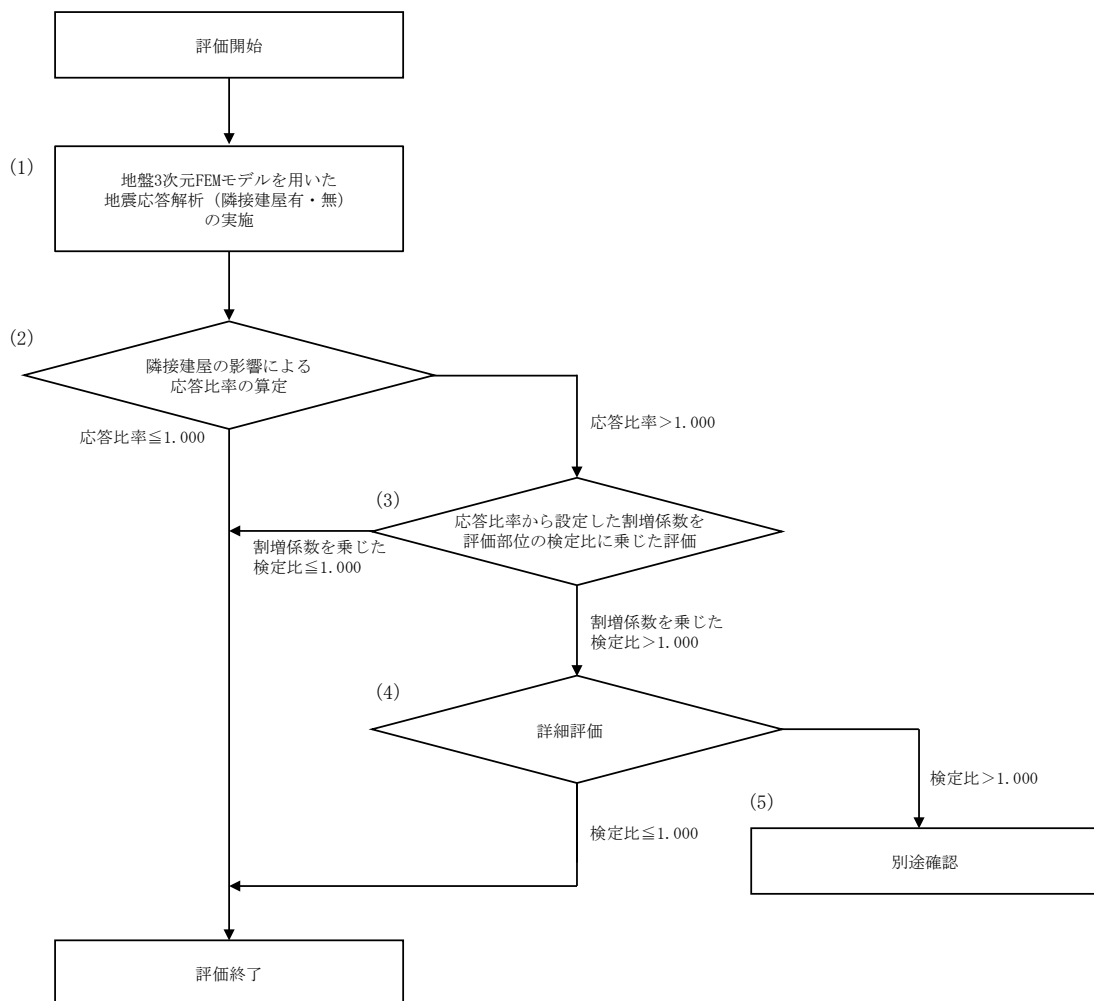 評価開始
(1)
地盤3次元FEMモデルを用いた
地震応答解析（隣接建屋有・無）
の実施
(2)
隣接建屋の影響による
応答比率の算定
応答比率≦1.000
応答比率＞1.000
(3)
応答比率から設定した割増係数を
評価部位の検定比に乗じた評価
割増係数を乗じた
検定比≦1.000
割増係数を乗じた
検定比＞1.000
(4)
詳細評価
検定比＞1.000
検定比≦1.000
(5)
別途確認
評価終了